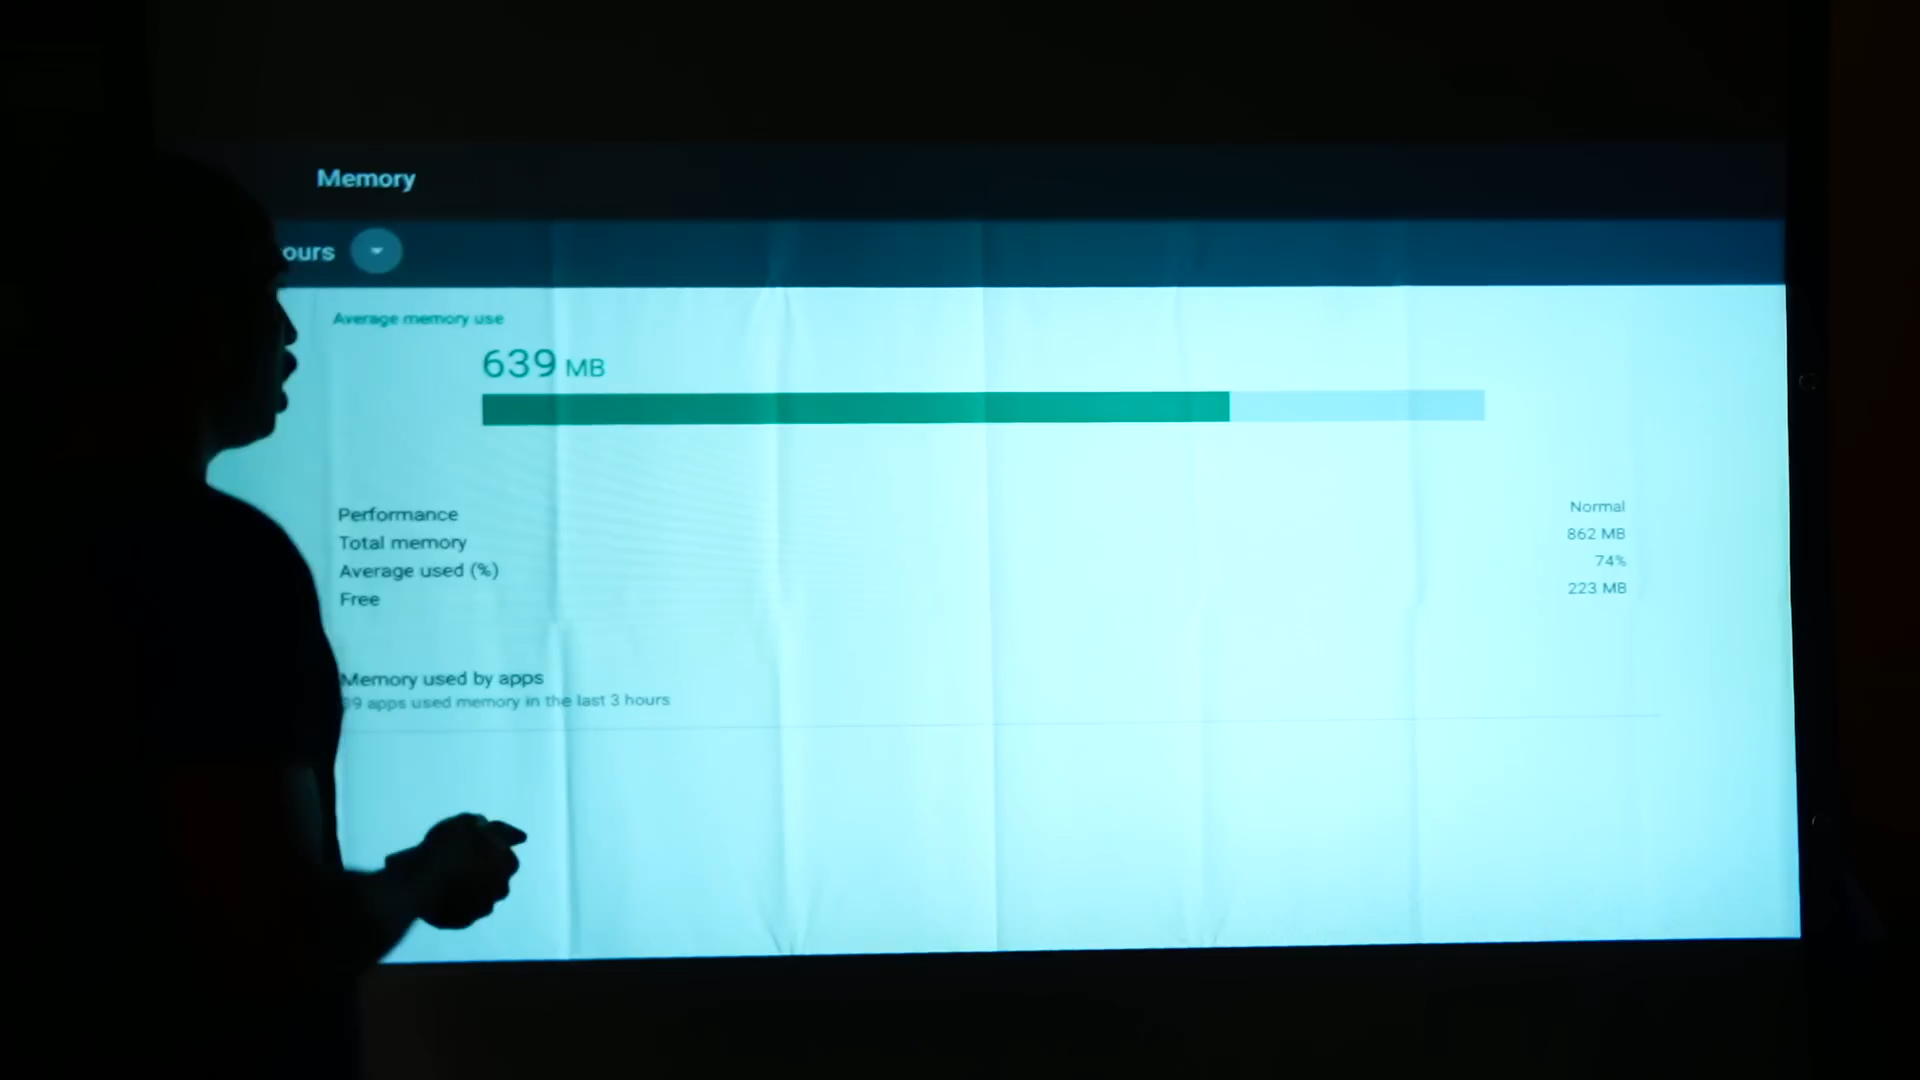 Memory
ours
Average memory use
639 MB
Performance Normal
Total memory 862 MB
Average used (%) 74%
Free 223 MB
Memory used by apps
apps used memory in the last 3 hours